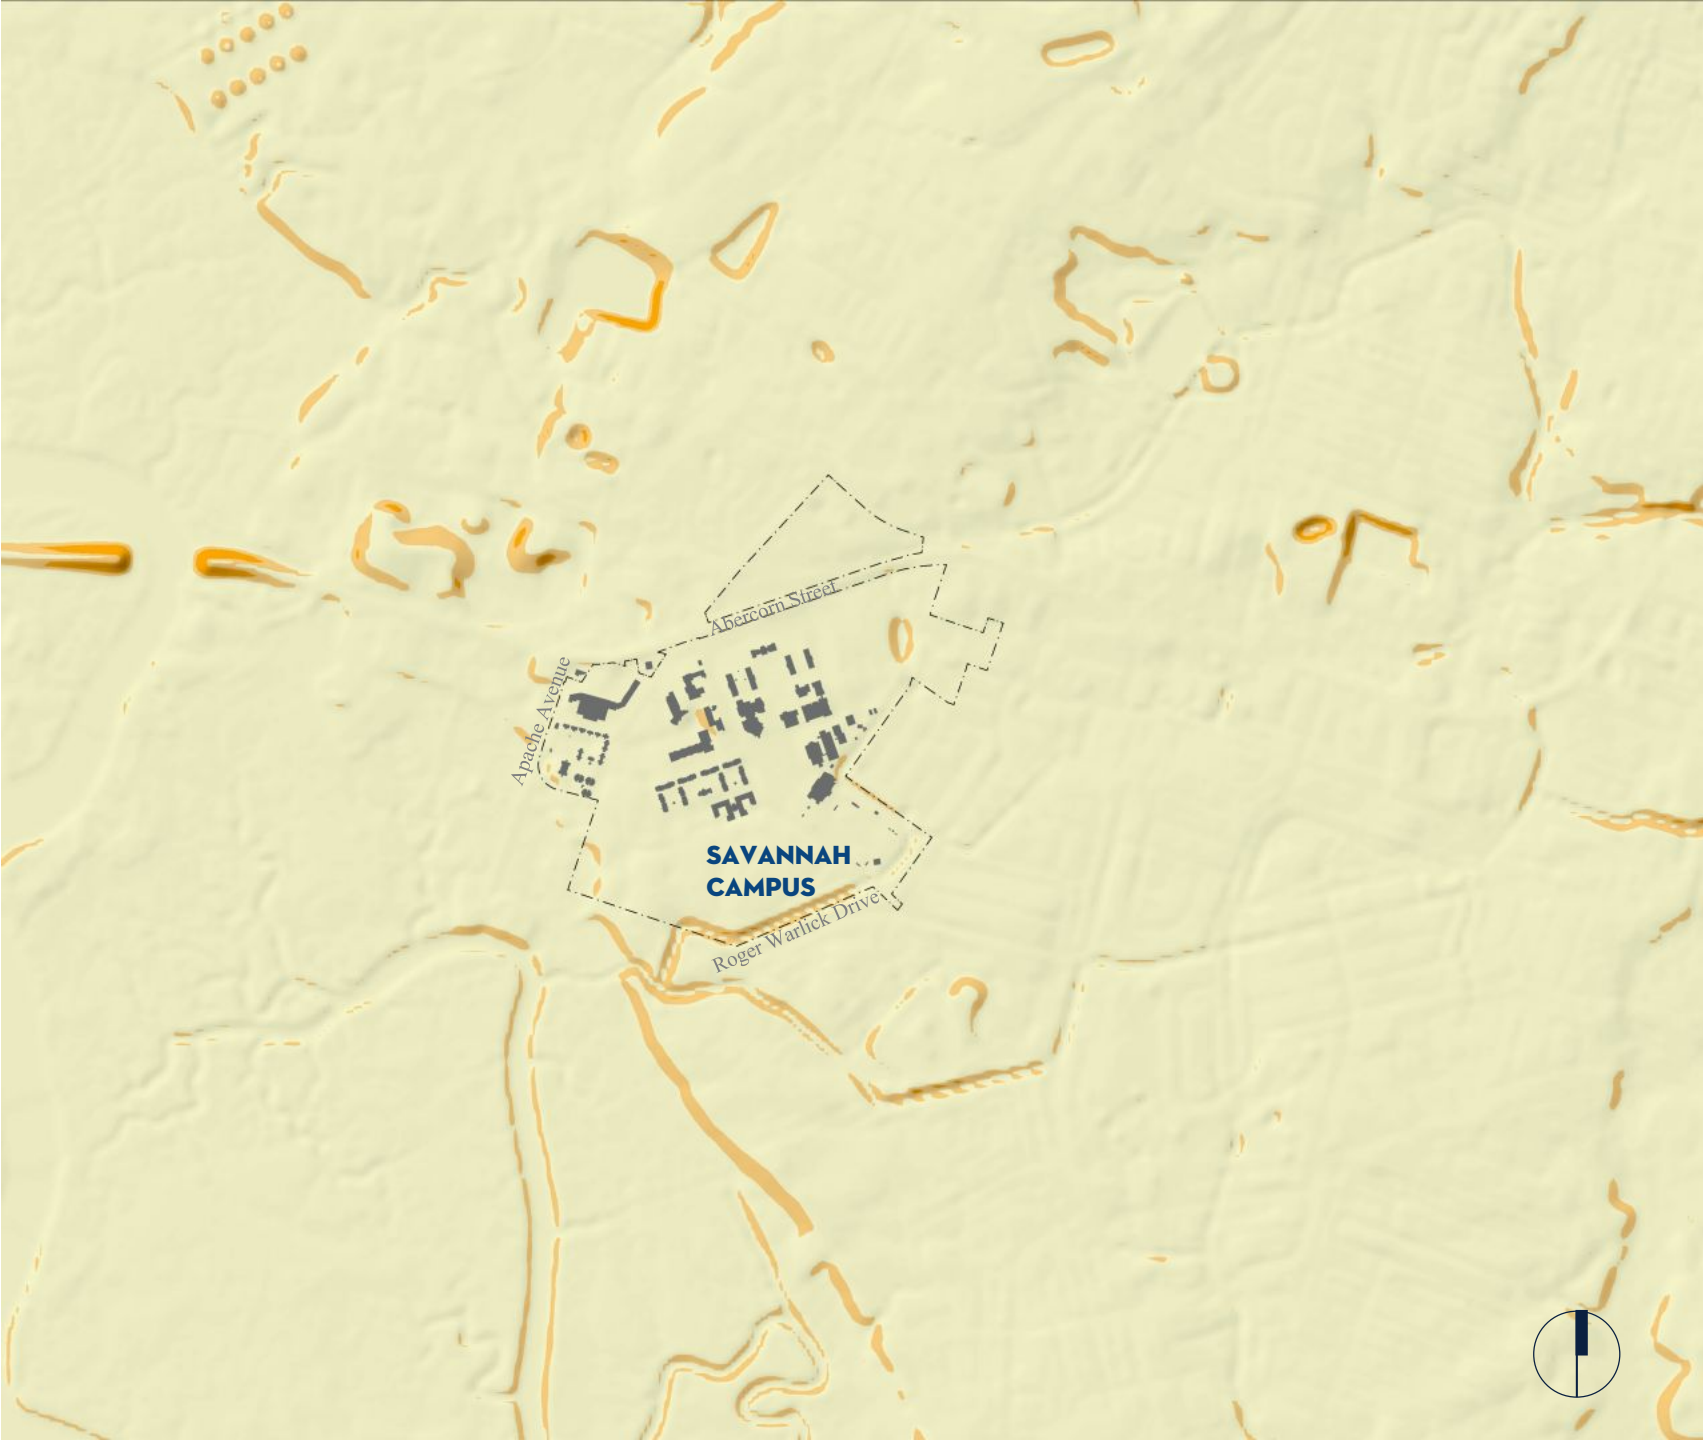 Abercorn Street
Apache Avenue
SAVANNAH
CAMPUS
Roger Warlick Drive